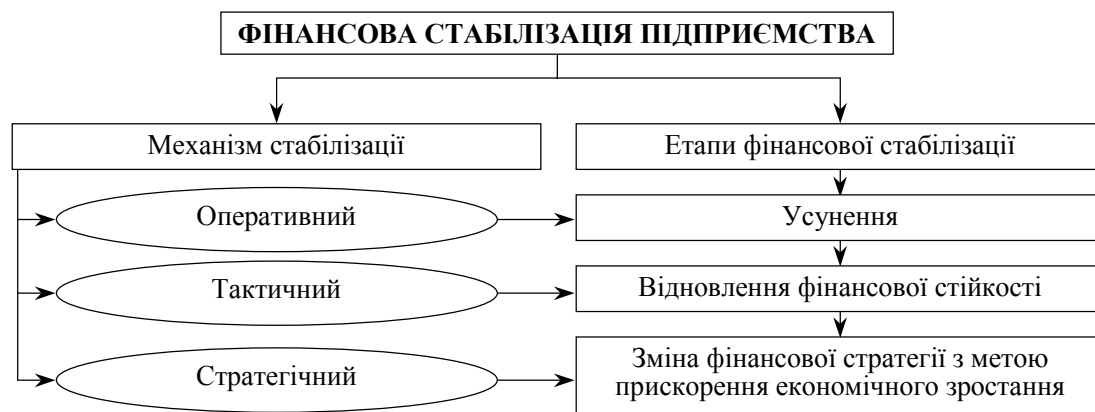 ФІНАНСОВА СТАБІЛІЗАЦІЯ ПІДПРИЄМСТВА
Механізм стабілізації
Етапи фінансової стабілізації
Оперативний
Усунення
Тактичний
Відновлення фінансової стійкості
Стратегічний
Зміна фінансової стратегії з метою
прискорення економічного зростання